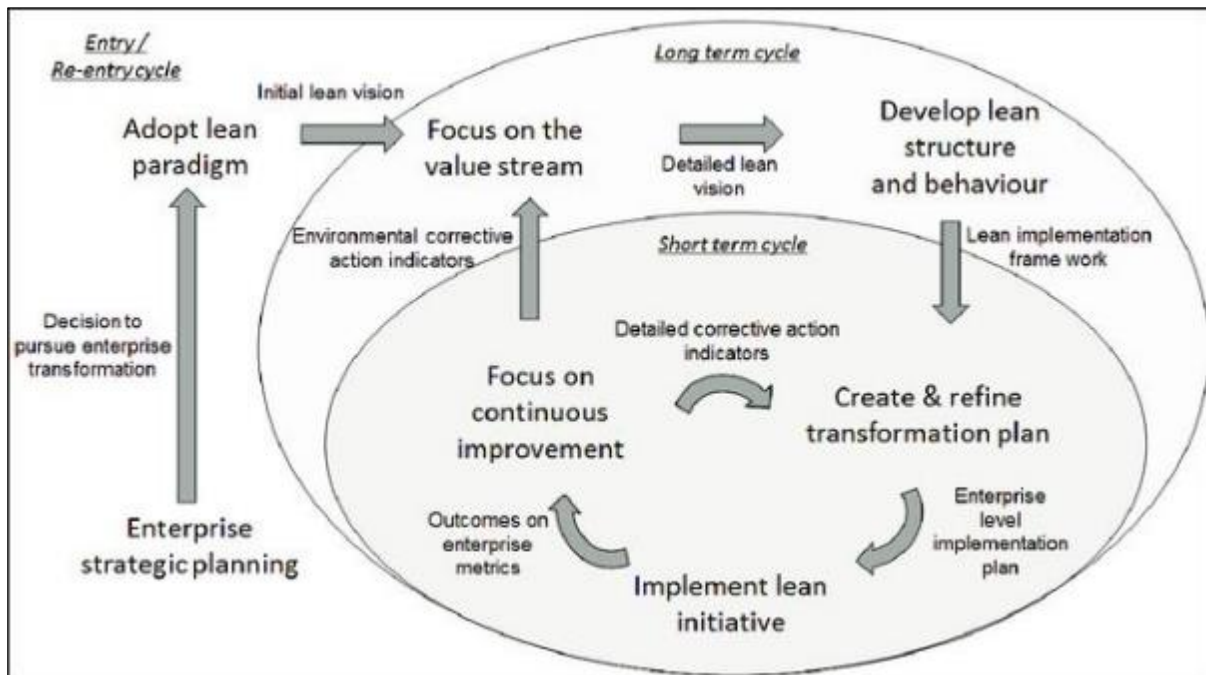 Entry /
Re-entry cycle
Long term cycle
Initial lean vision
Adopt lean
paradigm
Focus on the
value stream
Detailed lean
vision
Develop lean
structure
and behaviour
Environmental corrective
action indicators
Short term cycle
Lean implementation
frame work
Decision to
pursue enterprise
transformation
Detailed corrective action
indicators
Focus on
continuous
improvement
Create & refine
transformation plan
Enterprise
strategic planning
Outcomes on
enterprise
metrics
Enterprise
level
implementation
plan
Implement lean
initiative